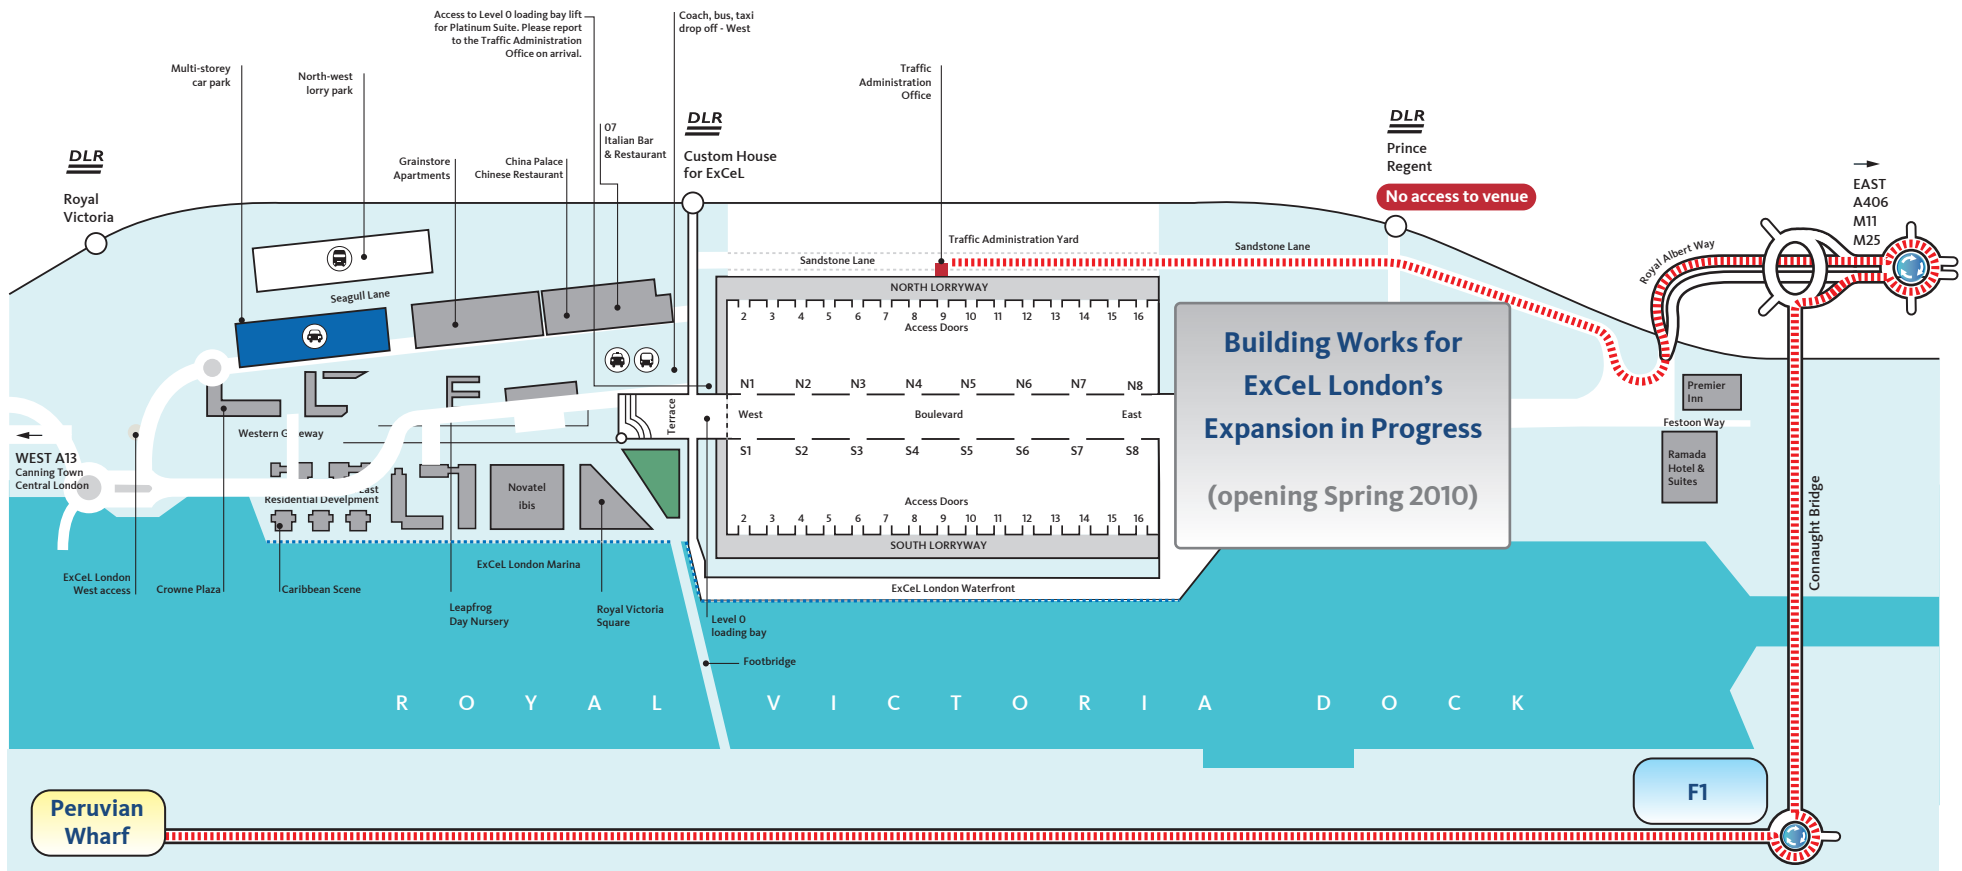 Access to Level 0 loading bay lift
for Platinum Suite. Please report
to the Traffic Administration
Office on arrival.
Coach, bus, taxi
drop off - West
Multi-storey
car park
North-west
lorry park
Traffic
Administration
Office
DLR
Royal
Victoria
Grainstore
Apartments
China Palace
Chinese Restaurant
07
Italian Bar
& Restaurant
DLR
Custom House
for ExCeL
DLR
Prince
Regent
No access to venue
EAST
A406
M11
M25
Royal Albert Way
Traffic Administration Yard
Sandstone Lane
Sandstone Lane
Seagull Lane
NORTH LORRYWAY
2 3 4 5 6 7 8 9 10 11 12 13 14 15 16
Access Doors
N1 N2 N3 N4 N5 N6 N7 N8
West Boulevard East
S1 S2 S3 S4 S5 S6 S7 S8
Access Doors
2 3 4 5 6 7 8 9 10 11 12 13 14 15 16
SOUTH LORRYWAY
ExCeL London Waterfront
Terrace
Building Works for
ExCeL London's
Expansion in Progress
(opening Spring 2010)
Premier
Inn
Festoon Way
Ramada
Hotel &
Suites
Connaught Bridge
WEST A13
Canning Town
Central London
Western G eway
East
Residential Develpment
Novatel
ibis
ExCeL London
West access
Crowne Plaza
Caribbean Scene
ExCeL London Marina
Leapfrog
Day Nursery
Royal Victoria
Square
Level 0
loading bay
Footbridge
ROYAL VICTORIA DOCK
Peruvian
Wharf
F1